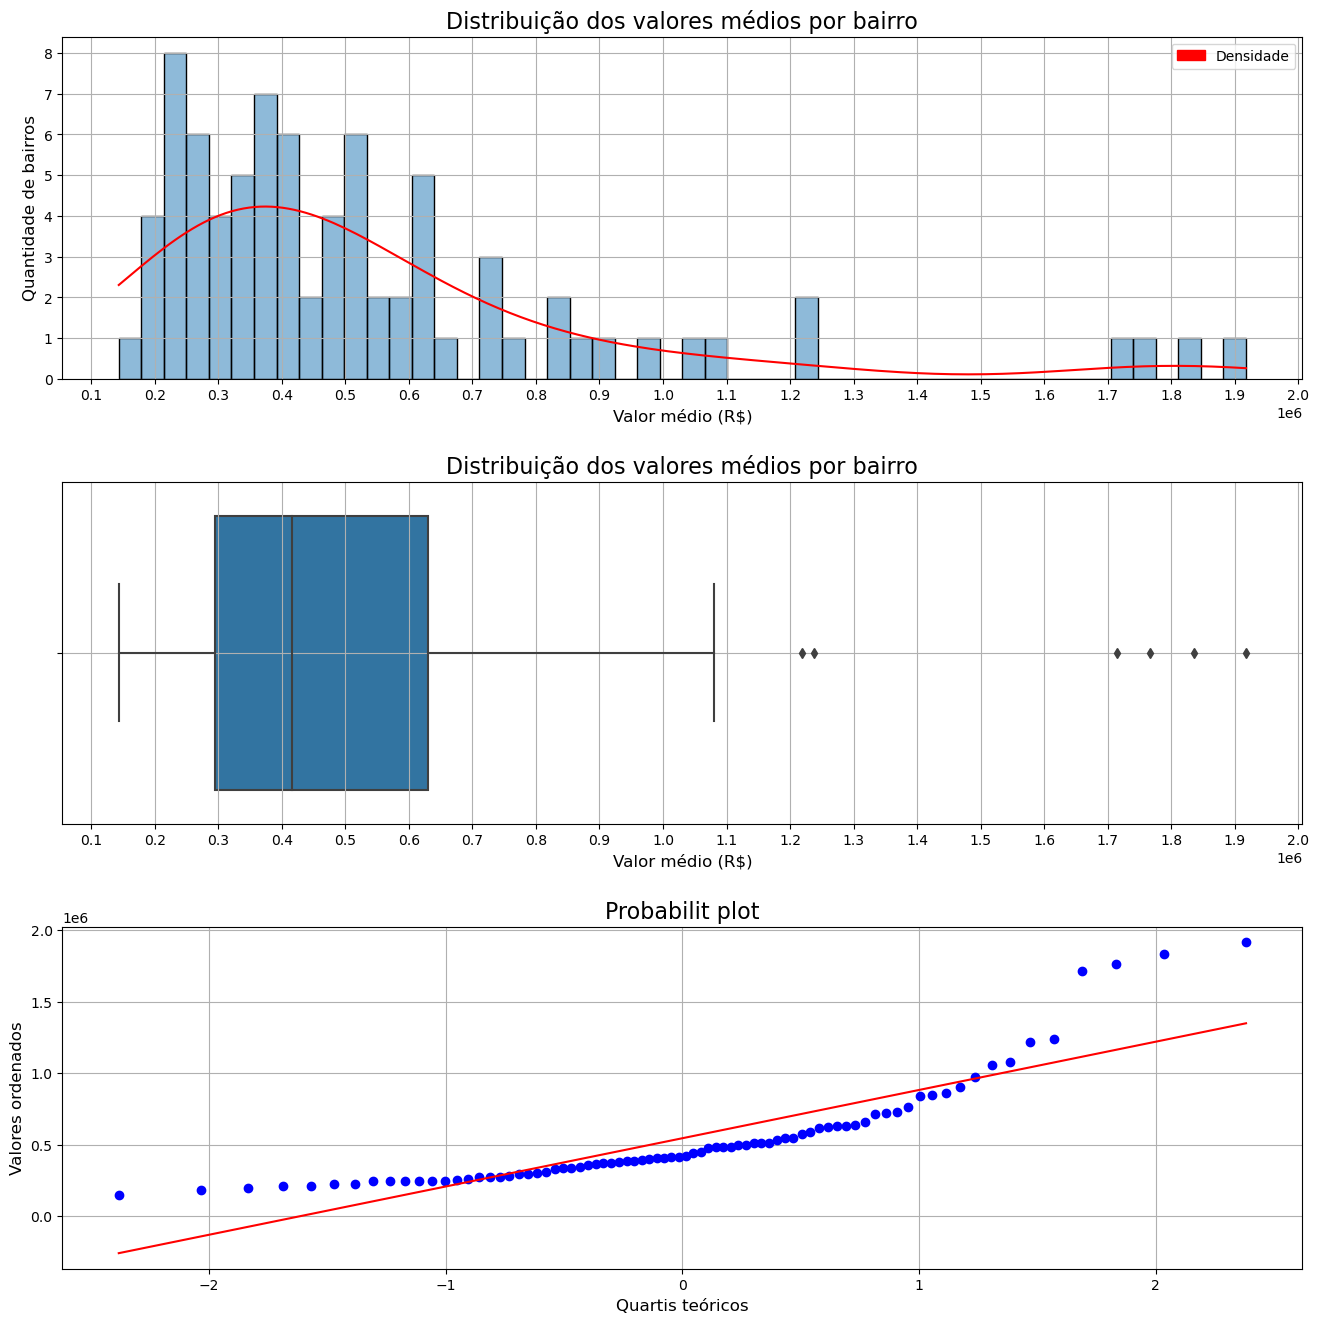 Distribuição dos valores médios por bairro
Densidade
Quantidade de bairros
8
7
6
5
4
3
2
1
0
0.1 0.2 0.3 0.4 0.5 0.6 0.7 0.8 0.9 1.0 1.1 1.2 1.3 1.4 1.5 1.6 1.7 1.8 1.9 2.0
1e6
Valor médio (R$)
Distribuição dos valores médios por bairro
0.1 0.2 0.3 0.4 0.5 0.6 0.7 0.8 0.9 1.0 1.1 1.2 1.3 1.4 1.5 1.6 1.7 1.8 1.9 2.0
1e6
Valor médio (R$)
Probabilit plot
1e6
Valores ordenados
2.0
1.5
1.0
0.5
0.0
−2 −1 0 1 2
Quartis teóricos